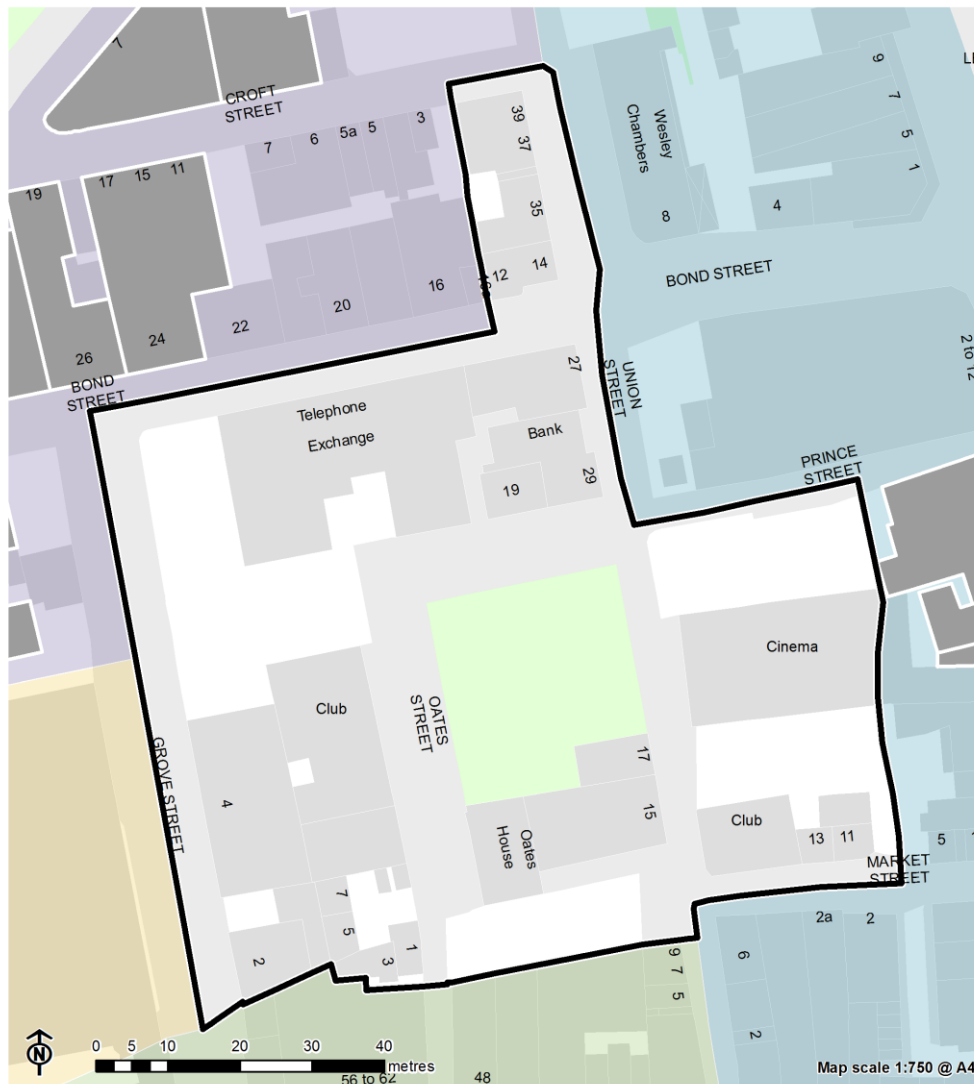 7
CROFT
STREET
39
37
35
12
14
Wesley
Chambers
8
9
7
5
1
4
19
17
15
11
7
6
5a
5
3
BOND STREET
26
24
22
20
16
BOND
STREET
UNION
STREET
2 to 12
Telephone
Exchange
27
Bank
19
29
PRINCE
STREET
Cinema
OATES
STREET
Club
17
15
Oates
House
GROVE STREET
4
Club
13
11
MARKET
STREET
5
7
5
2
1
3
2a
2
6
2
9
7
5
N
0 5 10 20 30 40
metres
56 to 62
48
Map scale 1:750 @ A4